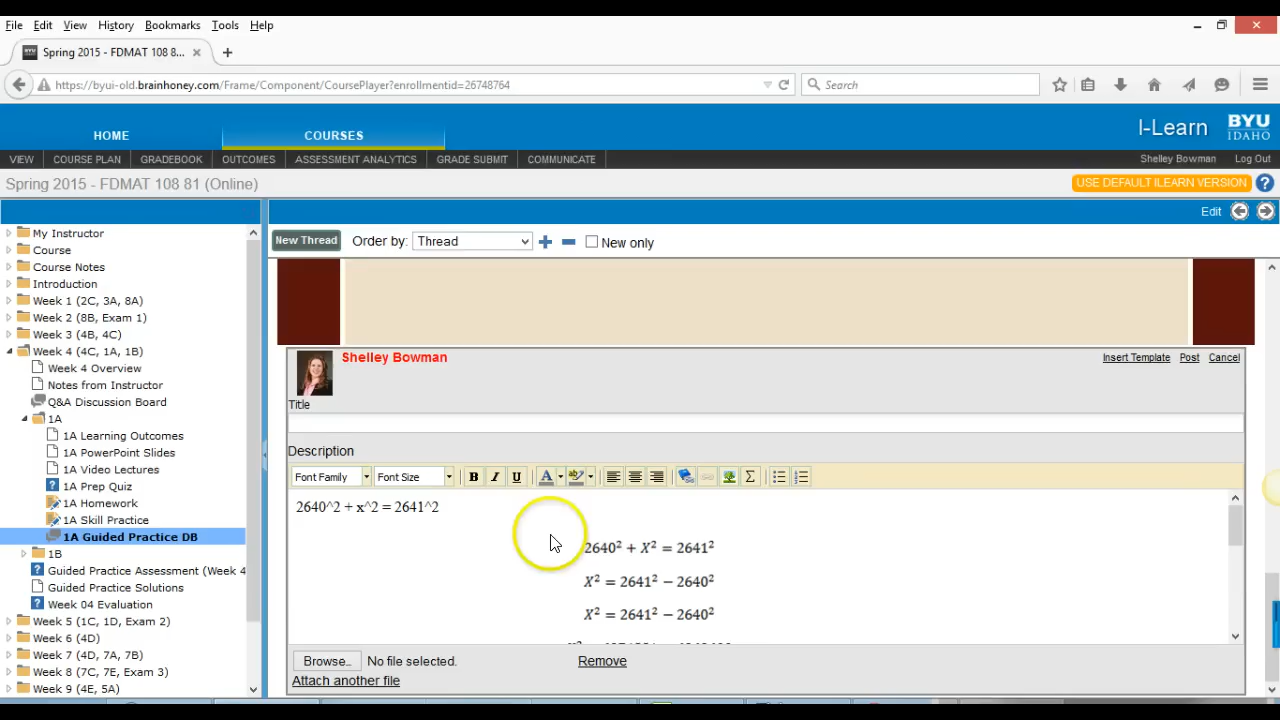 File Edit View History Bookmarks Tools Help
Spring 2015 - FDMAT 108 8...
https://byui-old.brainhoney.com/Frame/Component/CoursePlayer?enrollmentid=26748764
Search
HOME COURSES
I-Learn BYU IDAHO
VIEW COURSE PLAN GRADEBOOK OUTCOMES ASSESSMENT ANALYTICS GRADE SUBMIT COMMUNICATE Shelley Bowman Log Out
Spring 2015 - FDMAT 108 81 (Online) USE DEFAULT ILEARN VERSION ?
Edit
My Instructor
Course
Course Notes
Introduction
Week 1 (2C, 3A, 8A)
Week 2 (8B, Exam 1)
Week 3 (4B, 4C)
Week 4 (4C, 1A, 1B)
Week 4 Overview
Notes from Instructor
Q&A Discussion Board
1A
1A Learning Outcomes
1A PowerPoint Slides
1A Video Lectures
1A Prep Quiz
1A Homework
1A Skill Practice
1A Guided Practice DB
1B
Guided Practice Assessment (Week 4
Guided Practice Solutions
Week 04 Evaluation
Week 5 (1C, 1D, Exam 2)
Week 6 (4D)
Week 7 (4D, 7A, 7B)
Week 8 (7C, 7E, Exam 3)
Week 9 (4E, 5A)
New Thread Order by: Thread New only
Shelley Bowman
Insert Template Post Cancel
Title
Description
Font Family Font Size B I U A Σ
2640^2 + x^2 = 2641^2
2640² + X² = 2641²
X² = 2641² − 2640²
X² = 2641² − 2640²
Browse... No file selected. Remove
Attach another file